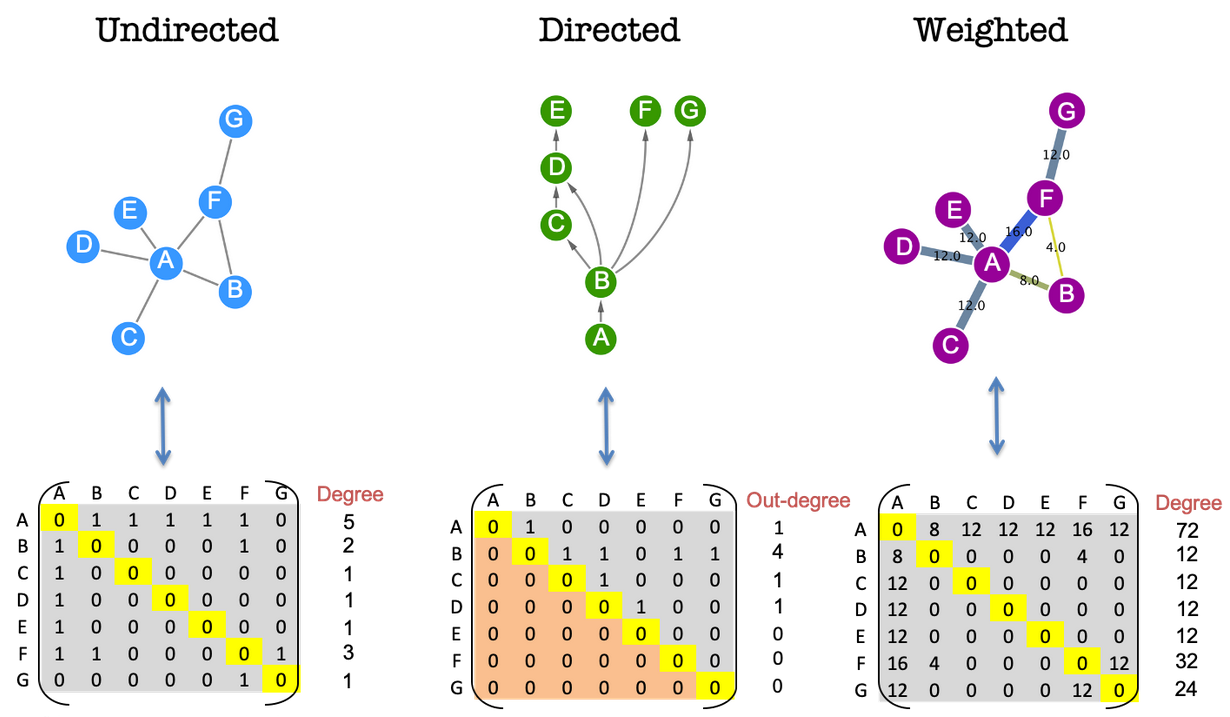 Undirected
Directed
Weighted
G
F
E
D
A
B
C
E
F
G
D
C
B
A
G
12.0
F
E
16.0
D
12.0
4.0
12.0
A
8.0
B
12.0
C
A B C D E F G Degree
A 0 1 1 1 1 1 0 5
B 1 0 0 0 0 1 0 2
C 1 0 0 0 0 0 0 1
D 1 0 0 0 0 0 0 1
E 1 0 0 0 0 0 0 1
F 1 1 0 0 0 0 1 3
G 0 0 0 0 0 1 0 1
A B C D E F G Out-degree
A 0 1 0 0 0 0 0 1
B 0 0 1 1 0 1 1 4
C 0 0 0 1 0 0 0 1
D 0 0 0 0 1 0 0 1
E 0 0 0 0 0 0 0 0
F 0 0 0 0 0 0 0 0
G 0 0 0 0 0 0 0 0
A B C D E F G Degree
A 0 8 12 12 12 16 12 72
B 8 0 0 0 0 4 0 12
C 12 0 0 0 0 0 0 12
D 12 0 0 0 0 0 0 12
E 12 0 0 0 0 0 0 12
F 16 4 0 0 0 0 12 32
G 12 0 0 0 0 12 0 24